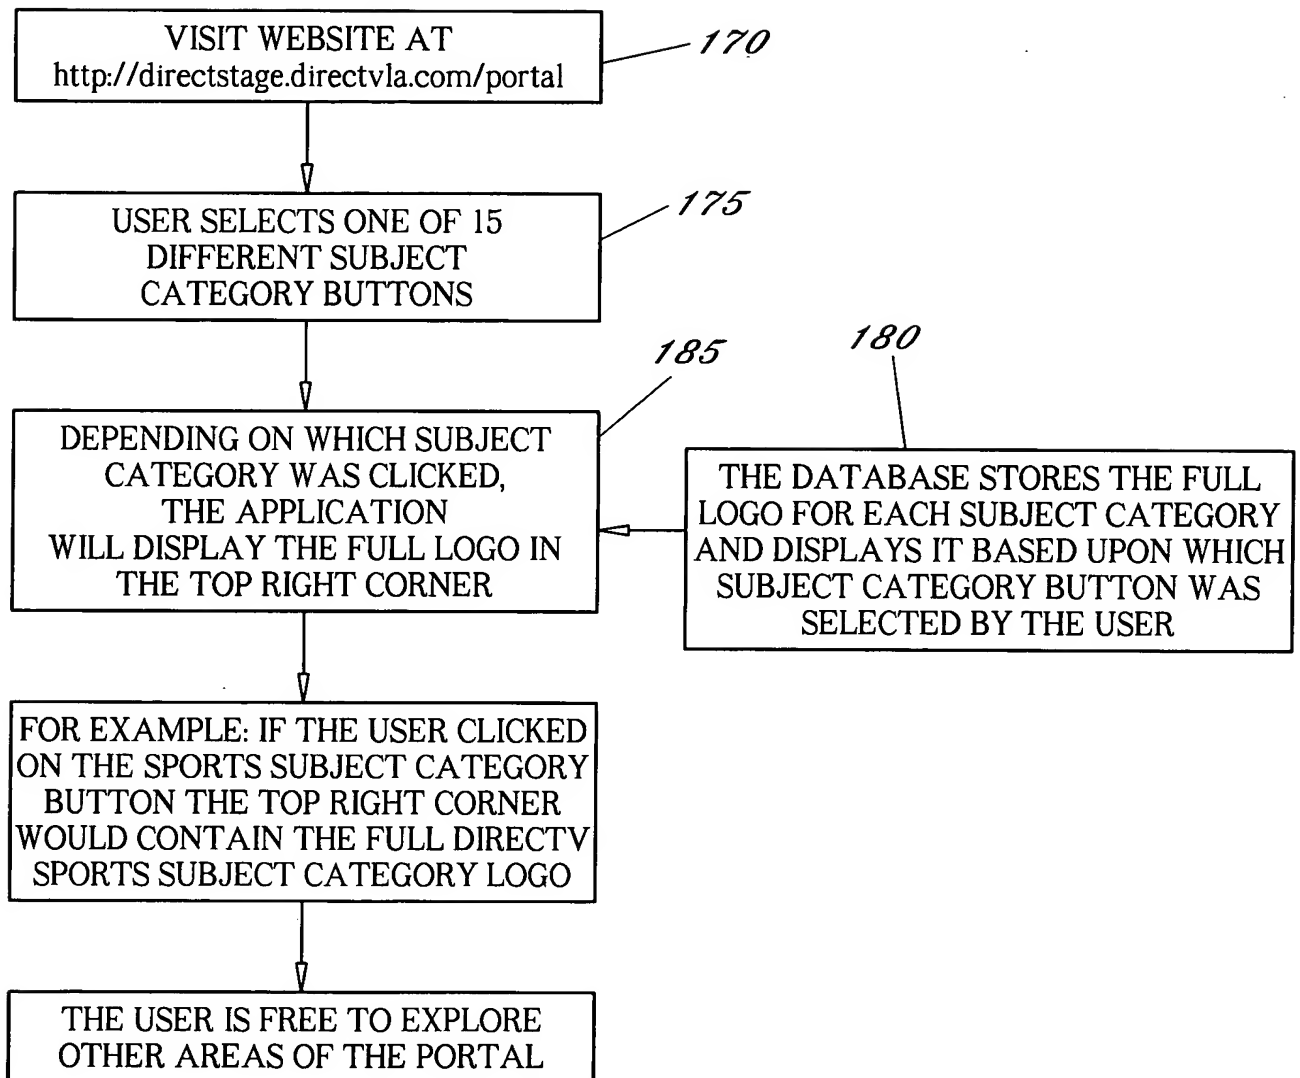 VISIT WEBSITE AT
http://directstage.directvla.com/portal
170
USER SELECTS ONE OF 15
DIFFERENT SUBJECT
CATEGORY BUTTONS
175
DEPENDING ON WHICH SUBJECT
CATEGORY WAS CLICKED,
THE APPLICATION
WILL DISPLAY THE FULL LOGO IN
THE TOP RIGHT CORNER
185
180
THE DATABASE STORES THE FULL
LOGO FOR EACH SUBJECT CATEGORY
AND DISPLAYS IT BASED UPON WHICH
SUBJECT CATEGORY BUTTON WAS
SELECTED BY THE USER
FOR EXAMPLE: IF THE USER CLICKED
ON THE SPORTS SUBJECT CATEGORY
BUTTON THE TOP RIGHT CORNER
WOULD CONTAIN THE FULL DIRECTV
SPORTS SUBJECT CATEGORY LOGO
THE USER IS FREE TO EXPLORE
OTHER AREAS OF THE PORTAL